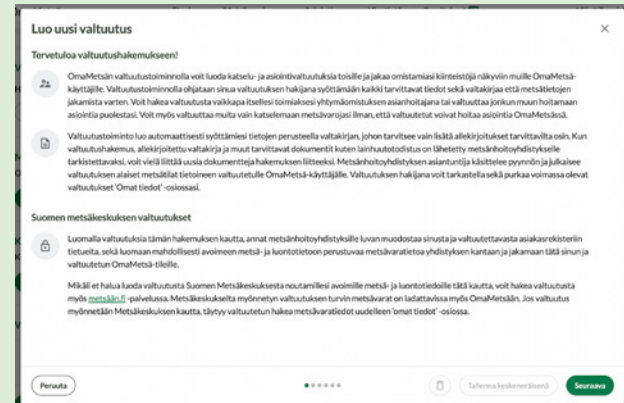 Luo uusi valtuutus
Tervetuloa valtuutushakemukseen!
OmaMetsän valtuutustoiminnolla voit luoda katselu- ja asiointivaltuutuksia toisille ja jakaa omistamiasi kiinteistöjä näkyviin muille OmaMetsä-
käyttäjille. Valtuutustoiminolla ohjataan sinua valtuutuksen hakijana syöttämään kaikki tarvittavat tiedot sekä valtakirjaa että metsätietojen
jakamista varten. Voit hakea valtuutusta vaikkapa itsellesi toimiaksesi yhtymäomistuksen asianhoitajana tai valtuuttaa jonkun muun hoitamaan
asiointia puolestasi. Voit myös valtuuttaa muita vain katselemaan metsävarojasi ilman, että valtuutetut voivat hoitaa asiointia OmaMetsässä.
Valtuutustoiminto luo automaattisesti syöttämiesi tietojen perusteella valtakirjan, johon tarvitsee vain lisätä allekirjoitukset tarvittavilta osin. Kun
valtuutushakemus, allekirjoitettu valtakirja ja muut tarvittavat dokumentit kuten lainhuutotodistus on lähetetty metsänhoitoyhdistykselle
tarkistettavaksi, voit vielä liittää uusia dokumentteja hakemuksen liitteeksi. Metsänhoitoyhdistyksen asiantuntija käsittelee pyynnön ja julkaisee
valtuutuksen alaiset metsätilat tietoineen valtuutetulle OmaMetsä-käyttäjälle. Valtuutuksen hakijana voit tarkastella sekä purkaa voimassa olevat
valtuutukset 'Omat tiedot' -osiossasi.
Suomen metsäkeskuksen valtuutukset
Luomalla valtuutuksia tämän hakemuksen kautta, annat metsänhoitoyhdistyksille luvan muodostaa sinusta ja valtuutettavasta asiakasrekisteriin
tietueita, sekä luomaan mahdollisesti avoimeen metsä- ja luontotietoon perustuvaa metsävaratietoa yhdistyksen kantaan ja jakamaan tätä sinun ja
valtuutetun OmaMetsä-tileille.
Mikäli et halua luoda valtuutusta Suomen Metsäkeskuksesta noutamillesi avoimille metsä- ja luontotiedoille tätä kautta, voit hakea valtuutusta
myös metsään.fi -palvelussa. Metsäkeskukselta myönnetyn valtuutuksen turvin metsävarat on ladattavissa myös OmaMetsään. Jos valtuutus
myönnetään Metsäkeskuksen kautta, täytyy valtuutetun hakea metsävaratiedot uudelleen 'omat tiedot' -osiossa.
Peruuta
Tallenna keskeneräisenä
Seuraava